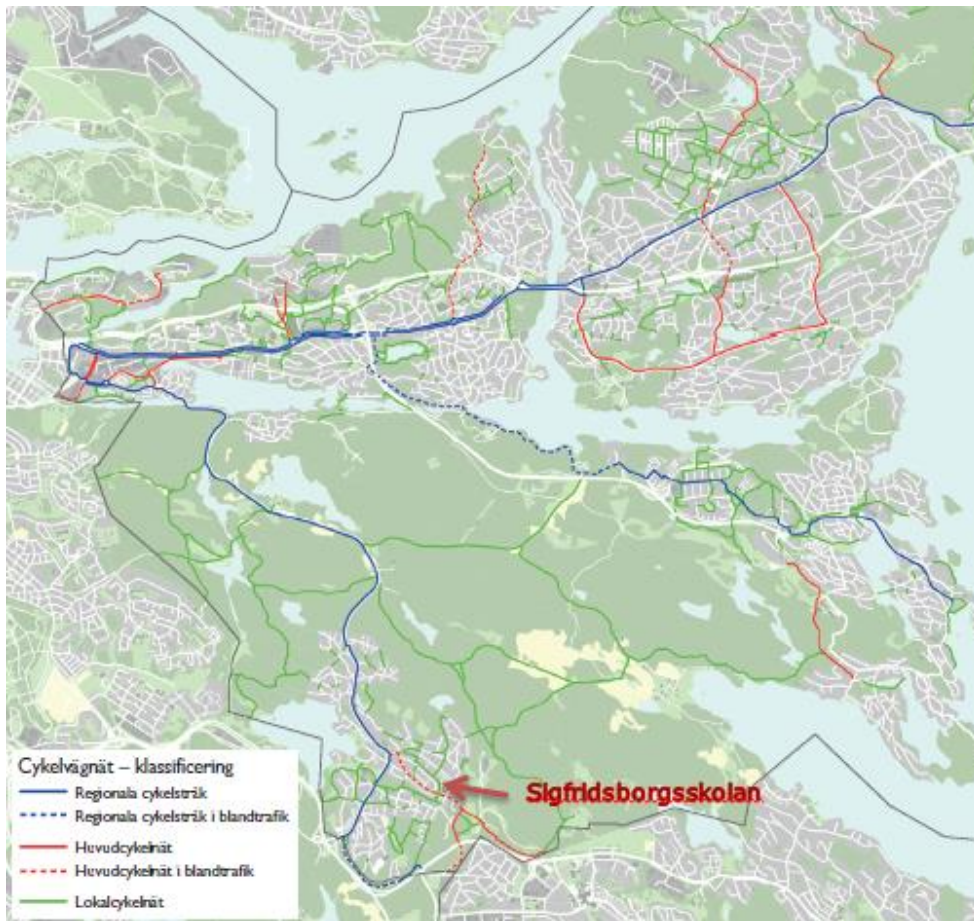 Sigfridsborgsskolan
Cykelvägnät – klassificering
Regionala cykelstråk
Regionala cykelstråk i blandtrafik
Huvudcykelnät
Huvudcykelnät i blandtrafik
Lokalcykelnät